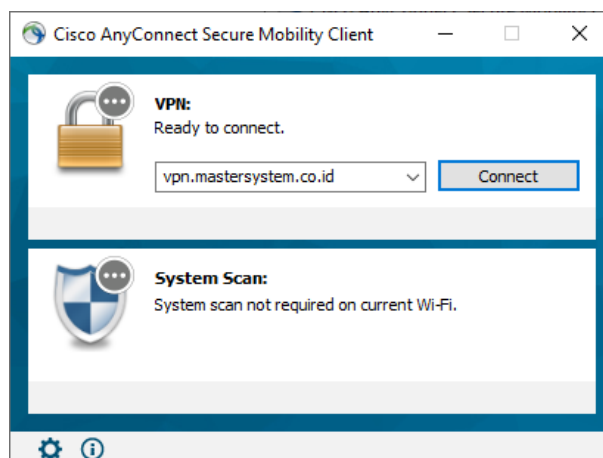 Cisco AnyConnect Secure Mobility Client
VPN:
Ready to connect.
vpn.mastersystem.co.id
Connect
System Scan:
System scan not required on current Wi-Fi.